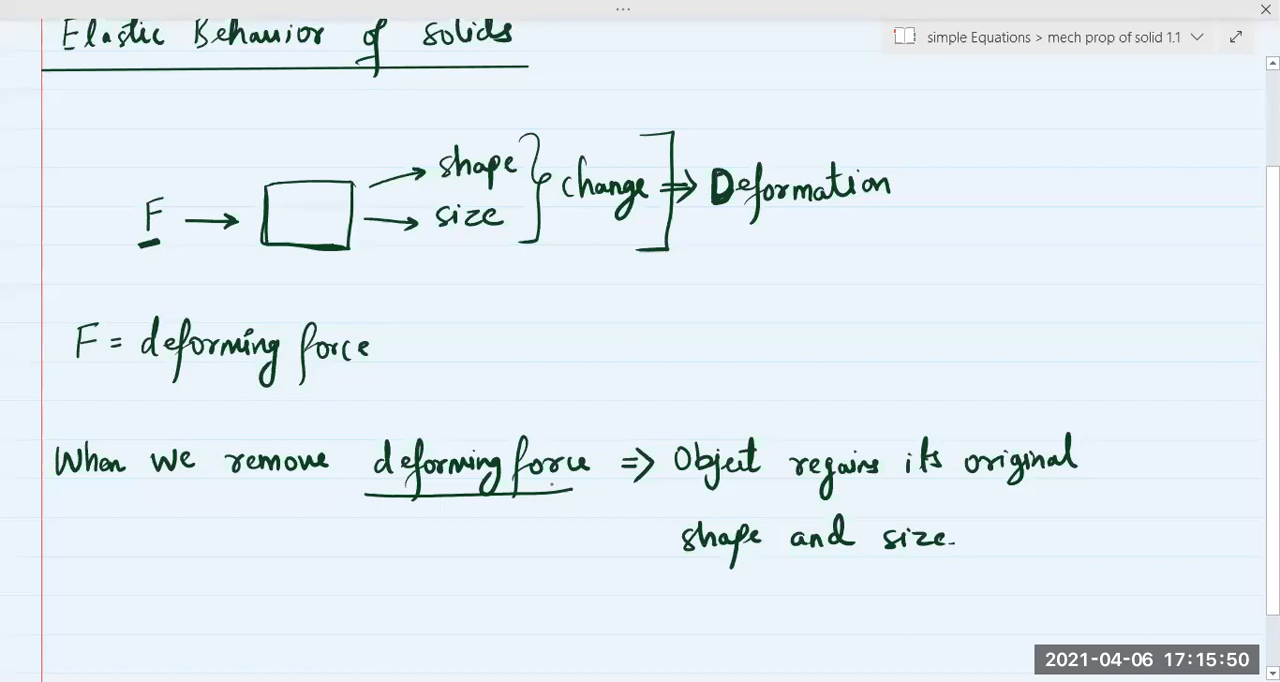 Elastic Behavior of solids
simple Equations > mech prop of solid 1.1
F → → shape → size } change ] ⇒ Deformation
F = deforming force
When we remove deforming force ⇒ Object regains its original
shape and size.
2021-04-06 17:15:50